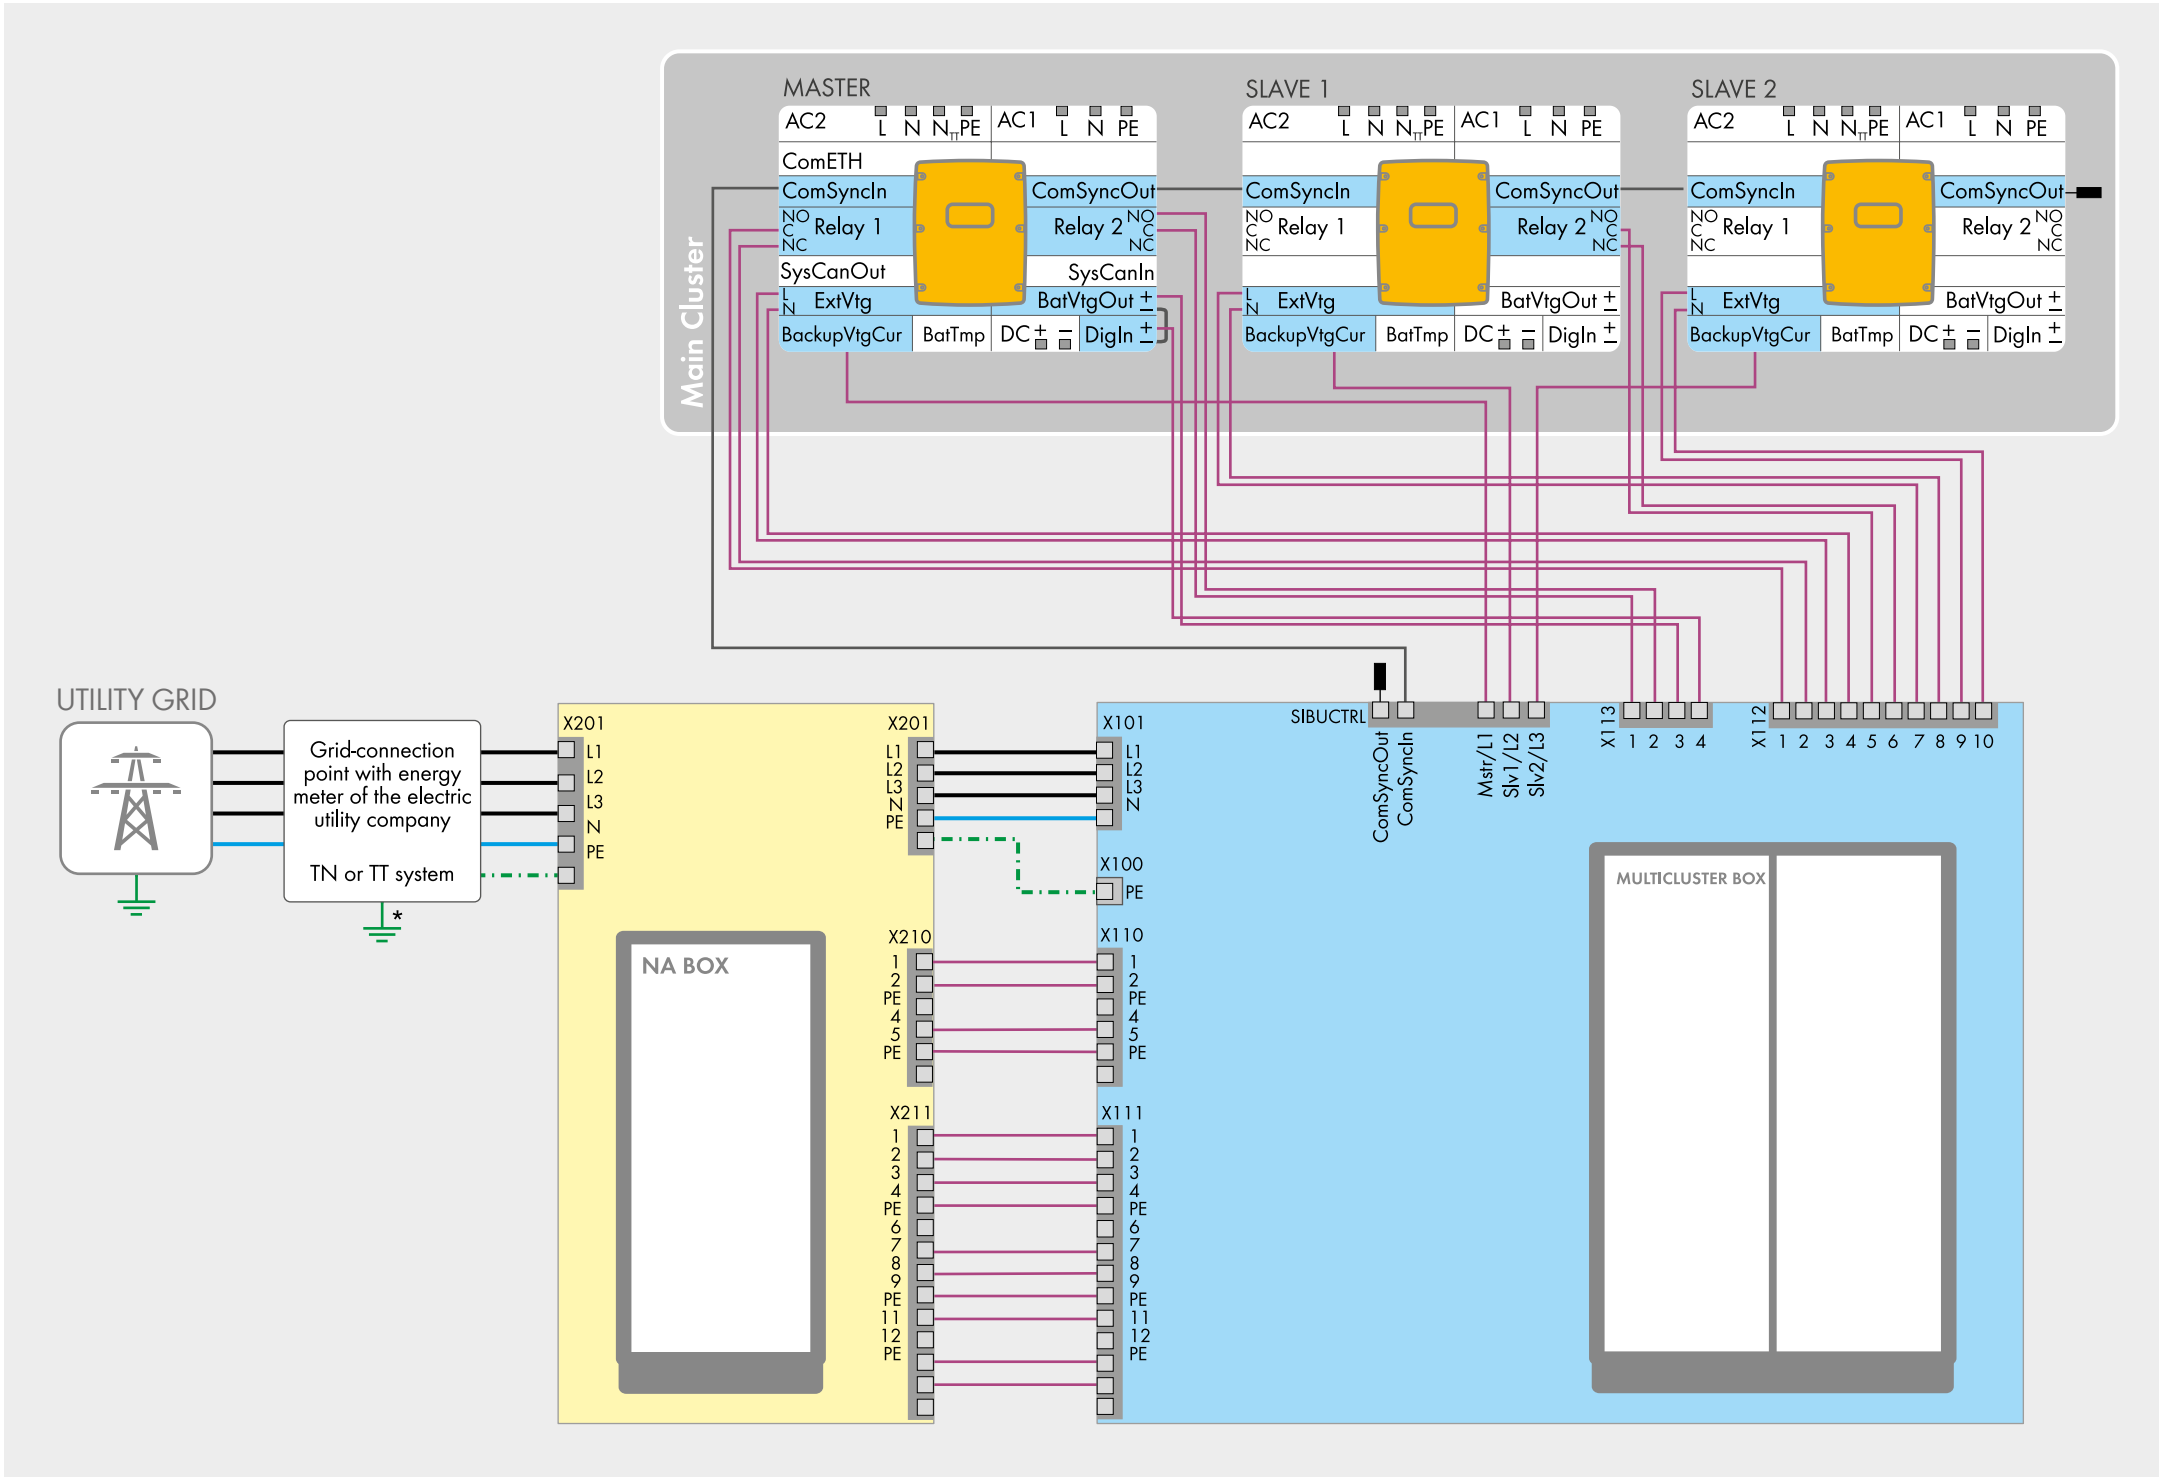 MASTER
SLAVE 1
SLAVE 2
AC2 L N NTT PE AC1 L N PE
AC2 L N NTT PE AC1 L N PE
AC2 L N NTT PE AC1 L N PE
ComETH
ComSyncIn ComSyncOut
ComSyncIn ComSyncOut
ComSyncIn ComSyncOut
NO
C Relay 1
NC
Relay 2 NO
C
NC
NO
C Relay 1
NC
Relay 2 NO
C
NC
NO
C Relay 1
NC
Relay 2 NO
C
NC
SysCanOut SysCanIn
L
N ExtVtg BatVtgOut + −
L
N ExtVtg BatVtgOut + −
L
N ExtVtg BatVtgOut + −
BackupVtgCur BatTmp DC + − DigIn + −
BackupVtgCur BatTmp DC + − DigIn + −
BackupVtgCur BatTmp DC + − DigIn + −
Main Cluster
UTILITY GRID
Grid-connection
point with energy
meter of the electric
utility company
TN or TT system
*
X201
L1
L2
L3
N
PE
X201
L1
L2
L3
N
PE
X101
L1
L2
L3
N
X100
PE
SIBUCTRL
ComSyncOut
ComSyncIn
Mstr/L1
Slv1/L2
Slv2/L3
X113
1 2 3 4
X112
1 2 3 4 5 6 7 8 9 10
NA BOX
MULTICLUSTER BOX
X210
1
2
PE
4
5
PE
X110
1
2
PE
4
5
PE
X211
1
2
3
4
PE
6
7
8
9
PE
11
12
PE
X111
1
2
3
4
PE
6
7
8
9
PE
11
12
PE